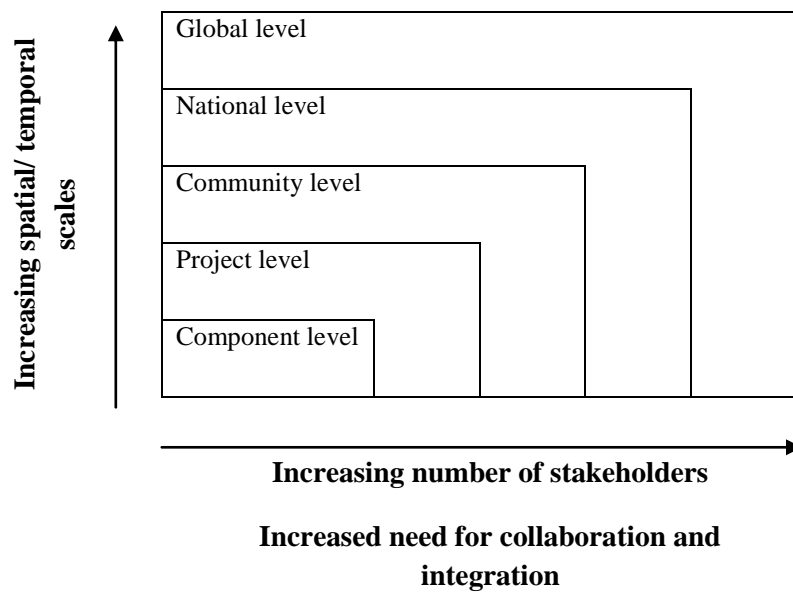 Increasing spatial/ temporal
scales
Global level
National level
Community level
Project level
Component level
Increasing number of stakeholders
Increased need for collaboration and
integration